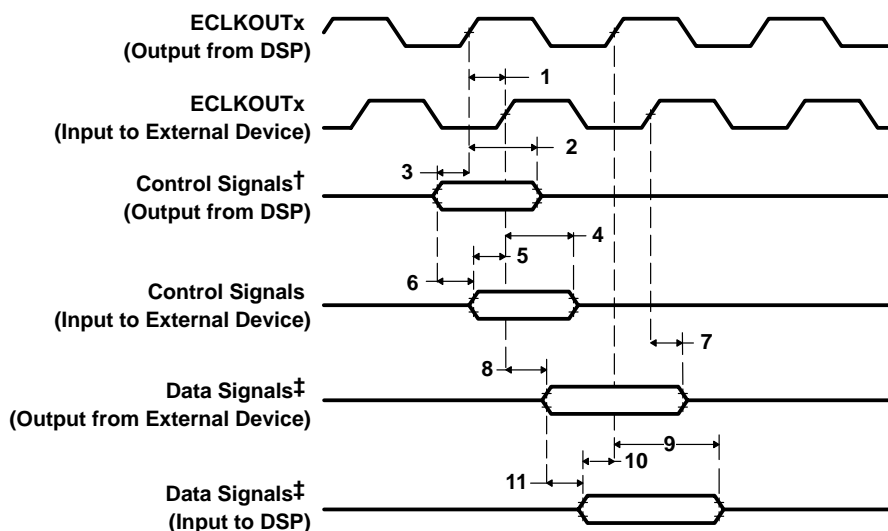 ECLKOUTx
(Output from DSP)
1
ECLKOUTx
(Input to External Device)
2
3
Control Signals†
(Output from DSP)
4
5
6
Control Signals
(Input to External Device)
7
8
Data Signals‡
(Output from External Device)
9
10
11
Data Signals‡
(Input to DSP)